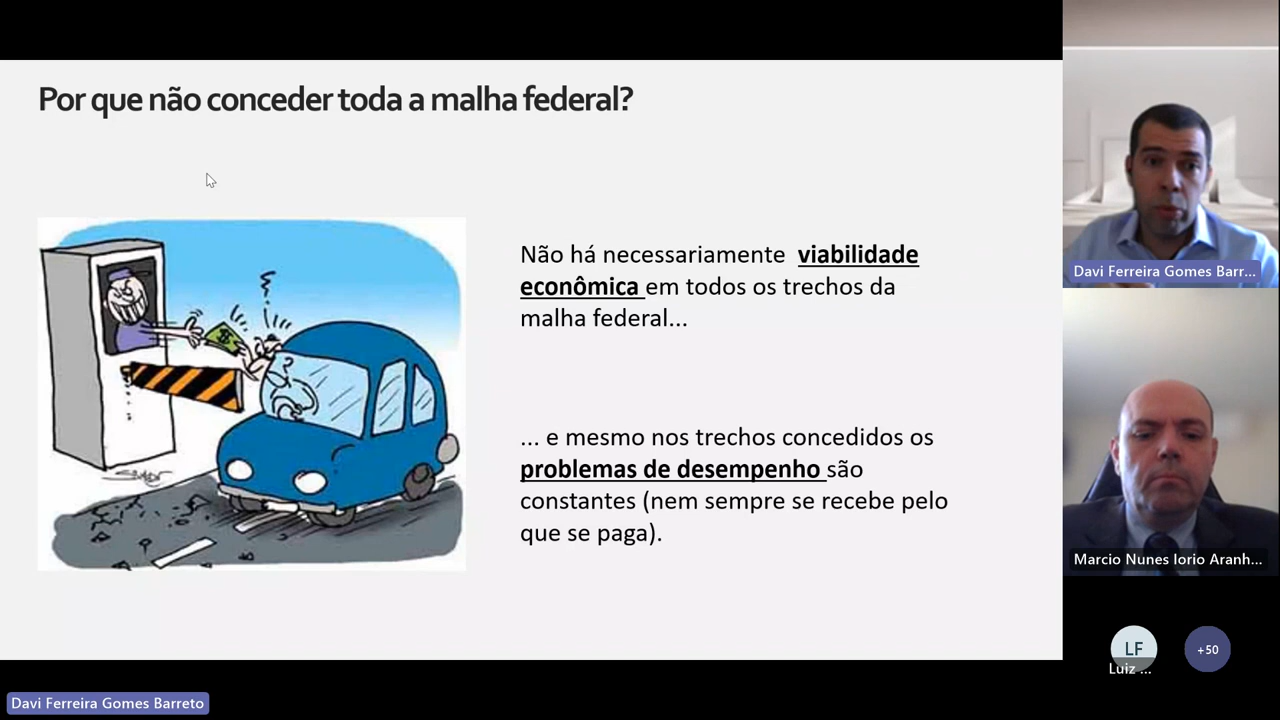 Por que não conceder toda a malha federal?
Não há necessariamente viabilidade
econômica em todos os trechos da
malha federal...
... e mesmo nos trechos concedidos os
problemas de desempenho são
constantes (nem sempre se recebe pelo
que se paga).
$
Davi Ferreira Gomes Barr...
Marcio Nunes Iorio Aranh...
LF
Luiz ...
+50
Davi Ferreira Gomes Barreto